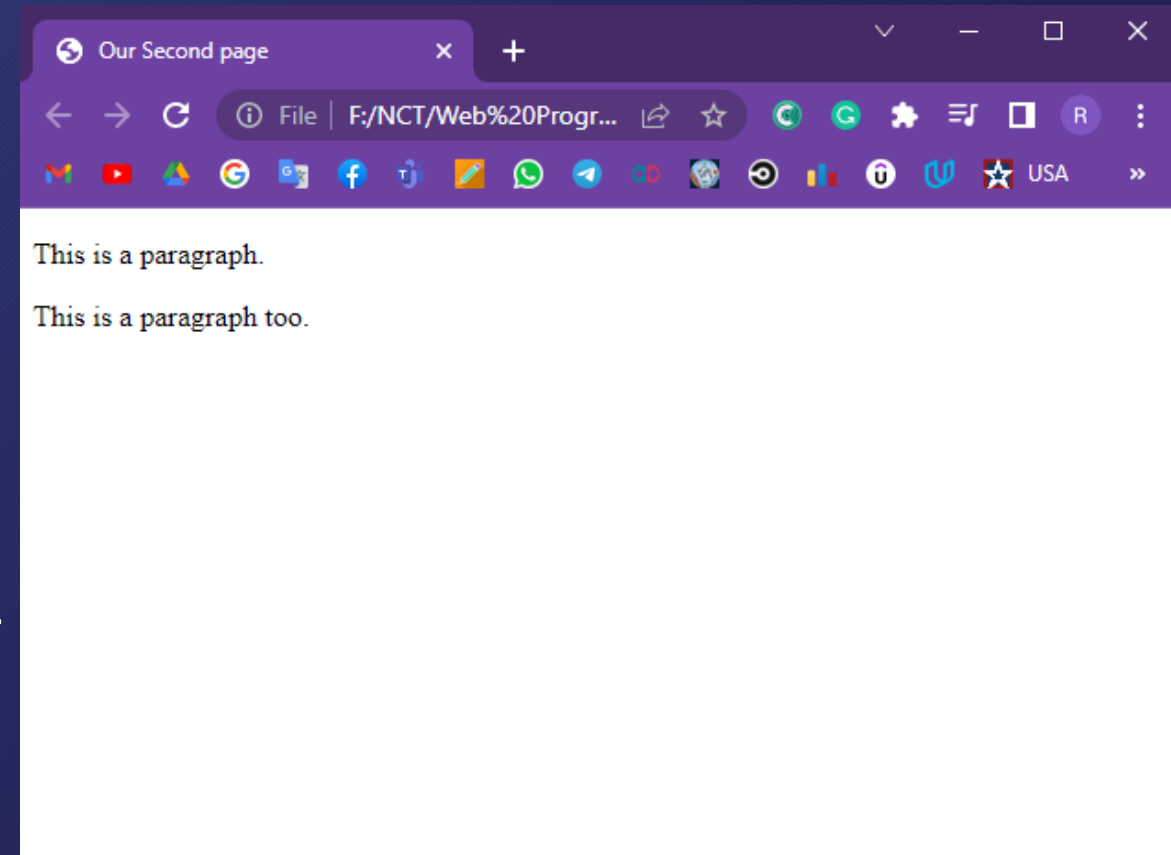 Our Second page
File F:/NCT/Web%20Progr...
R
USA
This is a paragraph.
This is a paragraph too.